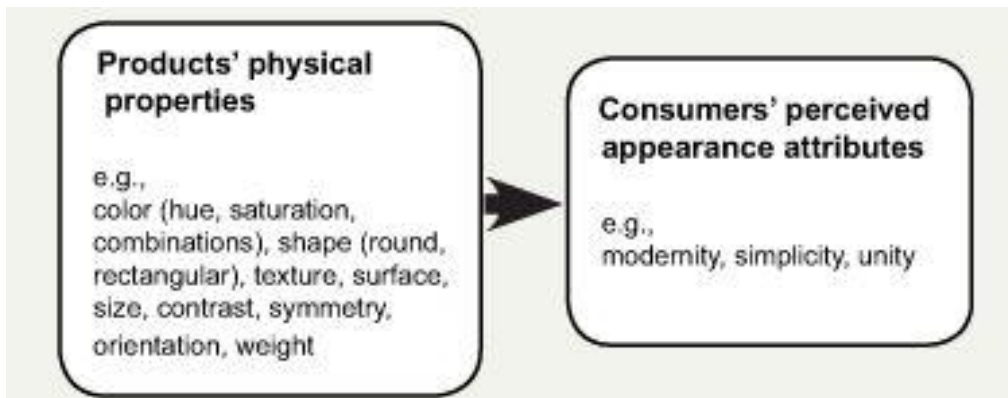 Products’ physical
properties
e.g.,
color (hue, saturation,
combinations), shape (round,
rectangular), texture, surface,
size, contrast, symmetry,
orientation, weight
Consumers’ perceived
appearance attributes
e.g.,
modernity, simplicity, unity